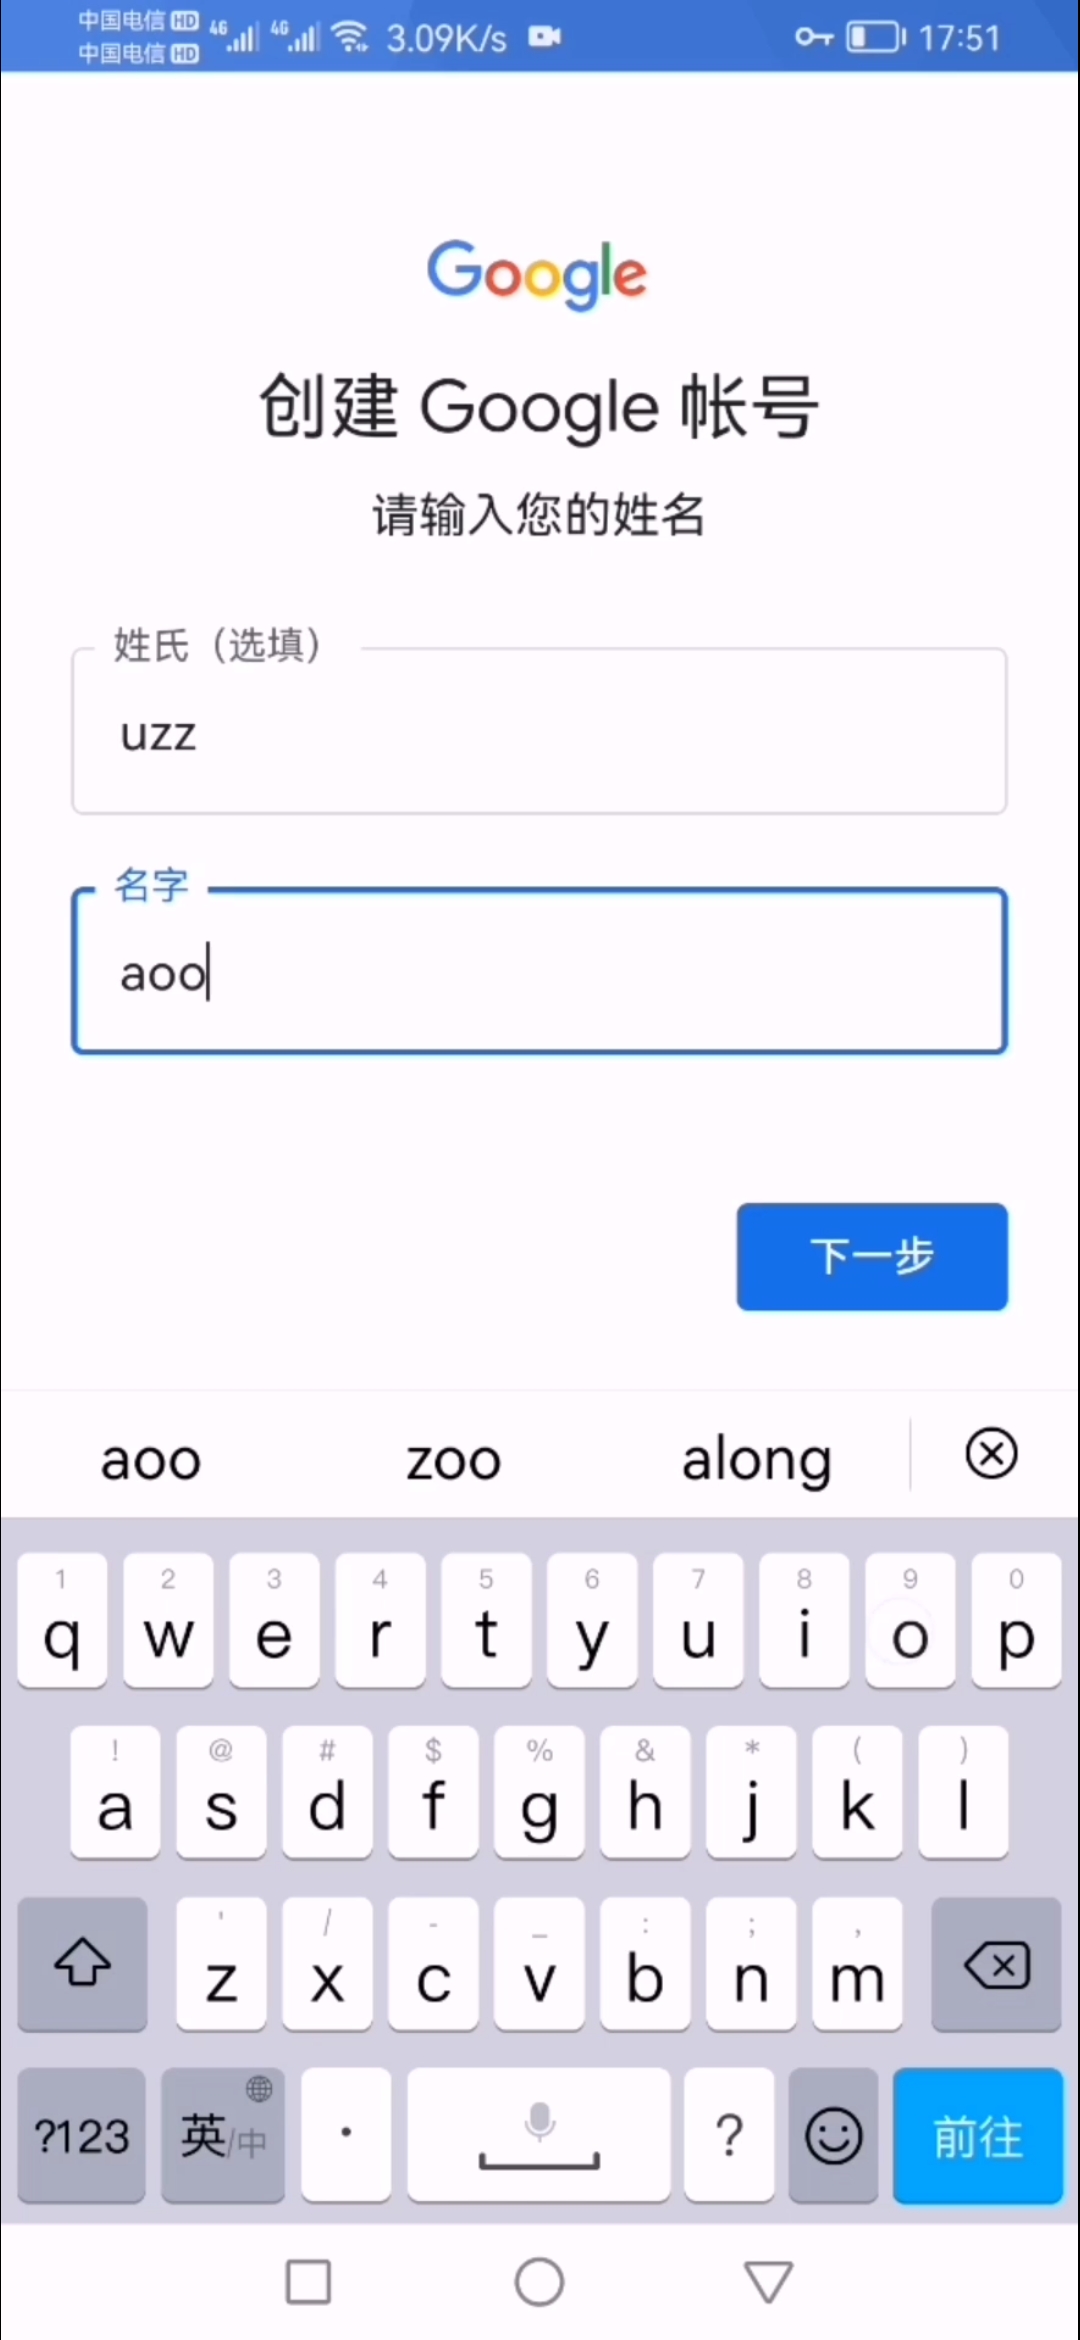 中国电信 HD 4G 4G 3.09K/s 17:51
中国电信 HD
Google
创建 Google 帐号
请输入您的姓名
姓氏（选填）
uzz
名字
aoo
下一步
aoo zoo along
1 2 3 4 5 6 7 8 9 0
q w e r t y u i o p
! @ # $ % & * ( )
a s d f g h j k l
' / - _ : ; ,
z x c v b n m
?123 英/中 . ? 前往